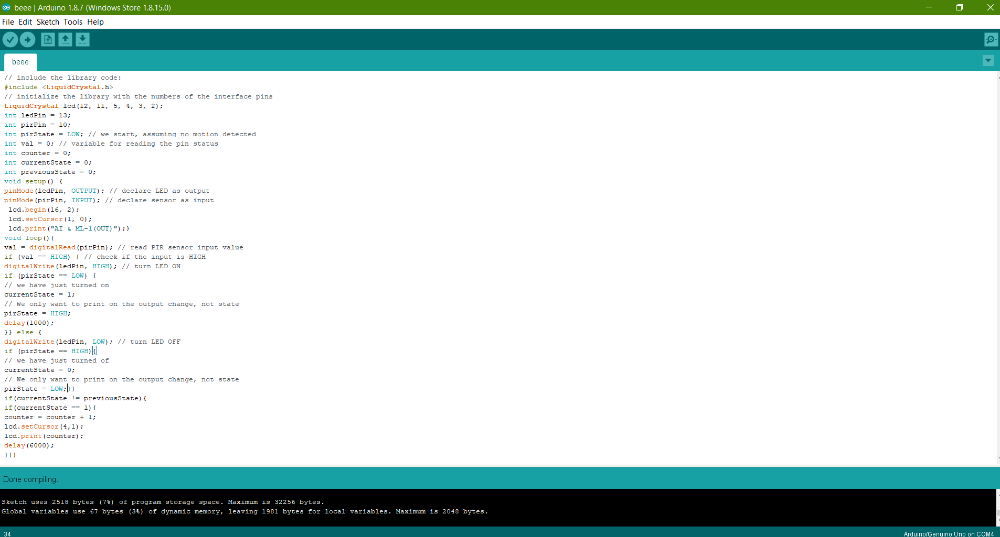 beee | Arduino 1.8.7 (Windows Store 1.8.15.0)
File Edit Sketch Tools Help
beee
// include the library code:
#include <LiquidCrystal.h>
// initialize the library with the numbers of the interface pins
LiquidCrystal lcd(12, 11, 5, 4, 3, 2);
int ledPin = 13;
int pirPin = 10;
int pirState = LOW; // we start, assuming no motion detected
int val = 0; // variable for reading the pin status
int counter = 0;
int currentState = 0;
int previousState = 0;
void setup() {
pinMode(ledPin, OUTPUT); // declare LED as output
pinMode(pirPin, INPUT); // declare sensor as input
 lcd.begin(16, 2);
 lcd.setCursor(1, 0);
 lcd.print("AI & ML-1(OUT)");}
void loop(){
val = digitalRead(pirPin); // read PIR sensor input value
if (val == HIGH) { // check if the input is HIGH
digitalWrite(ledPin, HIGH); // turn LED ON
if (pirState == LOW) {
// we have just turned on
currentState = 1;
// We only want to print on the output change, not state
pirState = HIGH;
delay(1000);
}} else {
digitalWrite(ledPin, LOW); // turn LED OFF
if (pirState == HIGH){
// we have just turned of
currentState = 0;
// We only want to print on the output change, not state
pirState = LOW;}}
if(currentState != previousState){
if(currentState == 1){
counter = counter + 1;
lcd.setCursor(4,1);
lcd.print(counter);
delay(6000);
}}}
Done compiling.
Sketch uses 2518 bytes (7%) of program storage space. Maximum is 32256 bytes.
Global variables use 67 bytes (3%) of dynamic memory, leaving 1981 bytes for local variables. Maximum is 2048 bytes.
34
Arduino/Genuino Uno on COM4